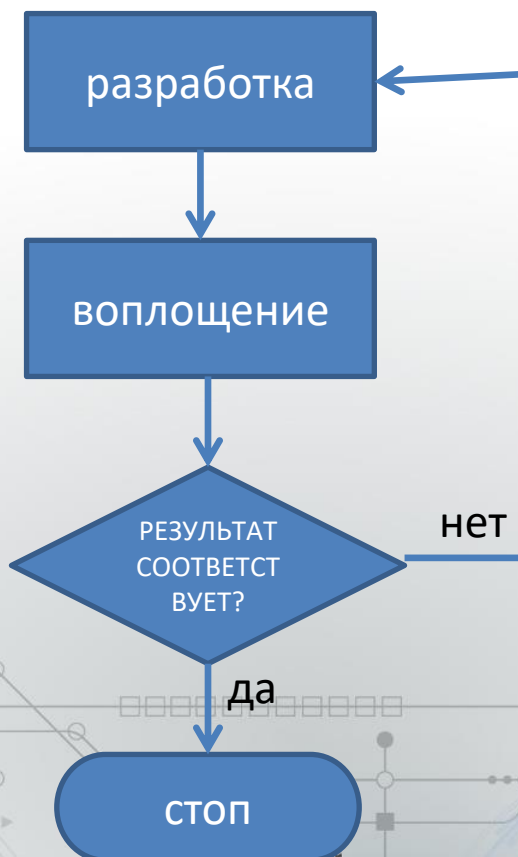 разработка
воплощение
РЕЗУЛЬТАТ
СООТВЕТСТ
ВУЕТ?
нет
да
стоп